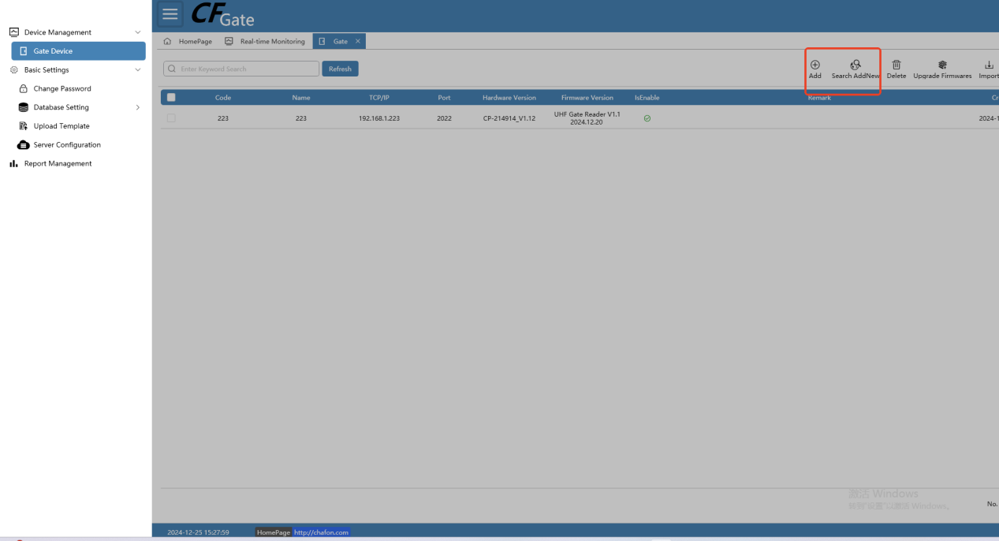 CFGate
Device Management
Gate Device
Basic Settings
Change Password
Database Setting
Upload Template
Server Configuration
Report Management
HomePage Real-time Monitoring Gate
Enter Keyword Search Refresh
Add Search AddNew Delete Upgrade Firmwares Import
Code Name TCP/IP Port Hardware Version Firmware Version IsEnable Remark Cr
223 223 192.168.1.223 2022 CP-214914_V1.12 UHF Gate Reader V1.1 2024-1
2024.12.20
激活 Windows
转到"设置"以激活 Windows。
No.
2024-12-25 15:27:59 HomePage http://chafon.com